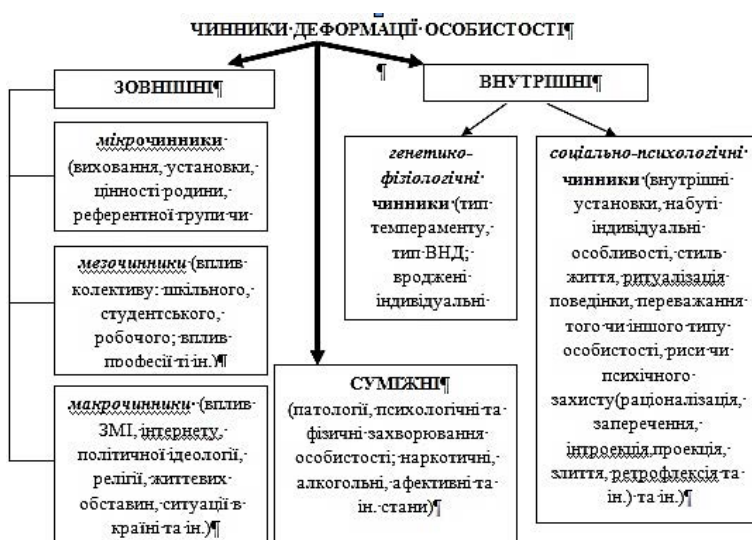 ЧИННИКИ·ДЕФОРМАЦІЇ·ОСОБИСТОСТІ¶
¶
ЗОВНІШНІ¶
мікрочинники·
(виховання,·установки,·
цінності·родини,·
референтної·групи·чи·
мезочинники·(вплив·
колективу:·шкільного,·
студентського,·
робочого;·вплив·
професії·ті·ін.)¶
макрочинники·(вплив·
ЗМІ,·інтернету,·
політичної·ідеології,·
релігії,·життєвих·
обставин,·ситуації·в·
країні·та·ін.)¶
СУМІЖНІ¶
(патології,·психологічні·та·
фізичні·захворювання·
особистості;·наркотичні,·
алкогольні,·афективні·та·
ін.·стани)¶
ВНУТРІШНІ¶
генетико-
фізіологічні·
чинники·(тип·
темпераменту,·
тип·ВНД;·
вроджені·
індивідуальні·
соціально-психологічні·
чинники·(внутрішні·
установки,·набуті·
індивідуальні·
особливості,·стиль·
життя,·ритуалізація·
поведінки,·переважання·
того·чи·іншого·типу·
особистості,·риси·чи·
психічного·
захисту(раціоналізація,·
заперечення,·
інтроекція,проекція,·
злиття,·ретрофлексія·та·
ін.)·та·ін.)¶